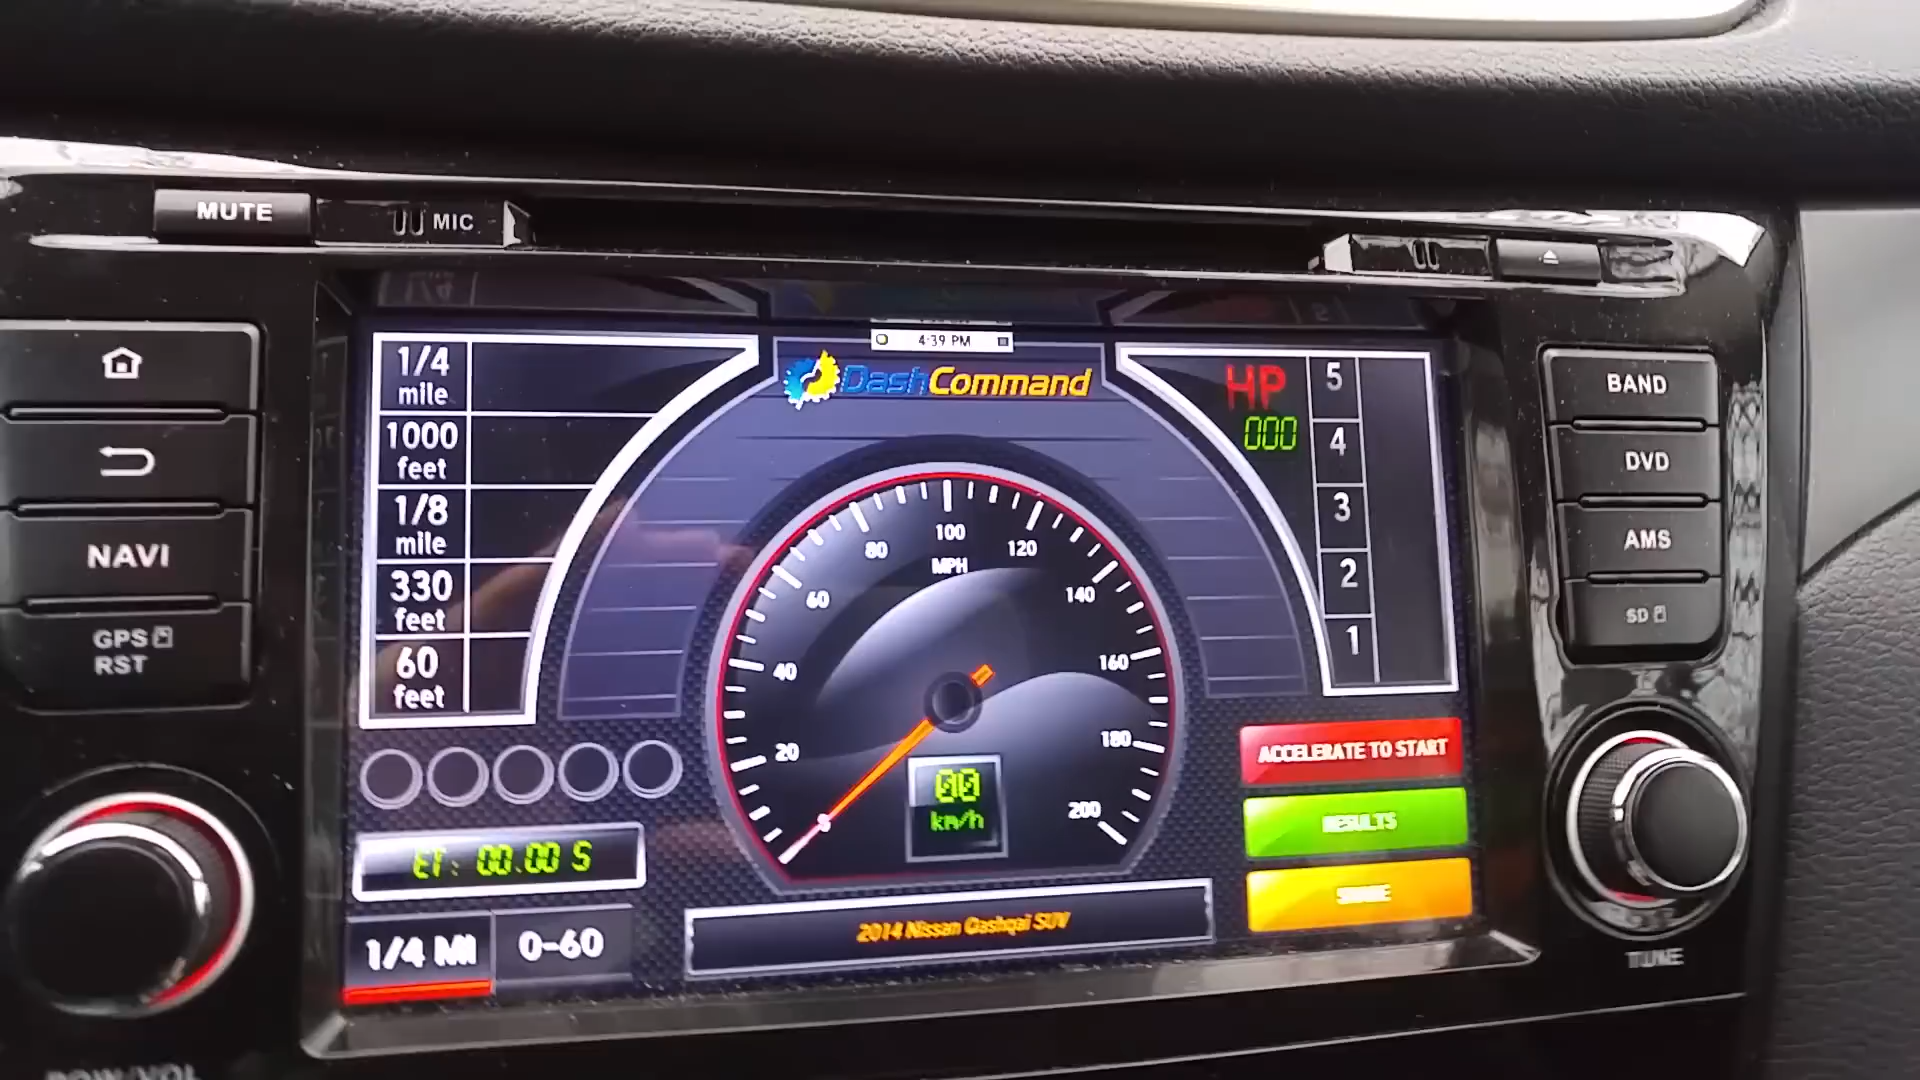 MUTE
MIC
NAVI
GPS
RST
BAND
DVD
AMS
SD
TUNE
4:39 PM
DashCommand
1/4
mile
1000
feet
1/8
mile
330
feet
60
feet
HP
000
5
4
3
2
1
MPH
20
40
60
80
100
120
140
160
180
200
00
km/h
ET: 00.00 S
1/4 MI
0-60
2014 Nissan Qashqai SUV
ACCELERATE TO START
RESULTS
POW/VOL